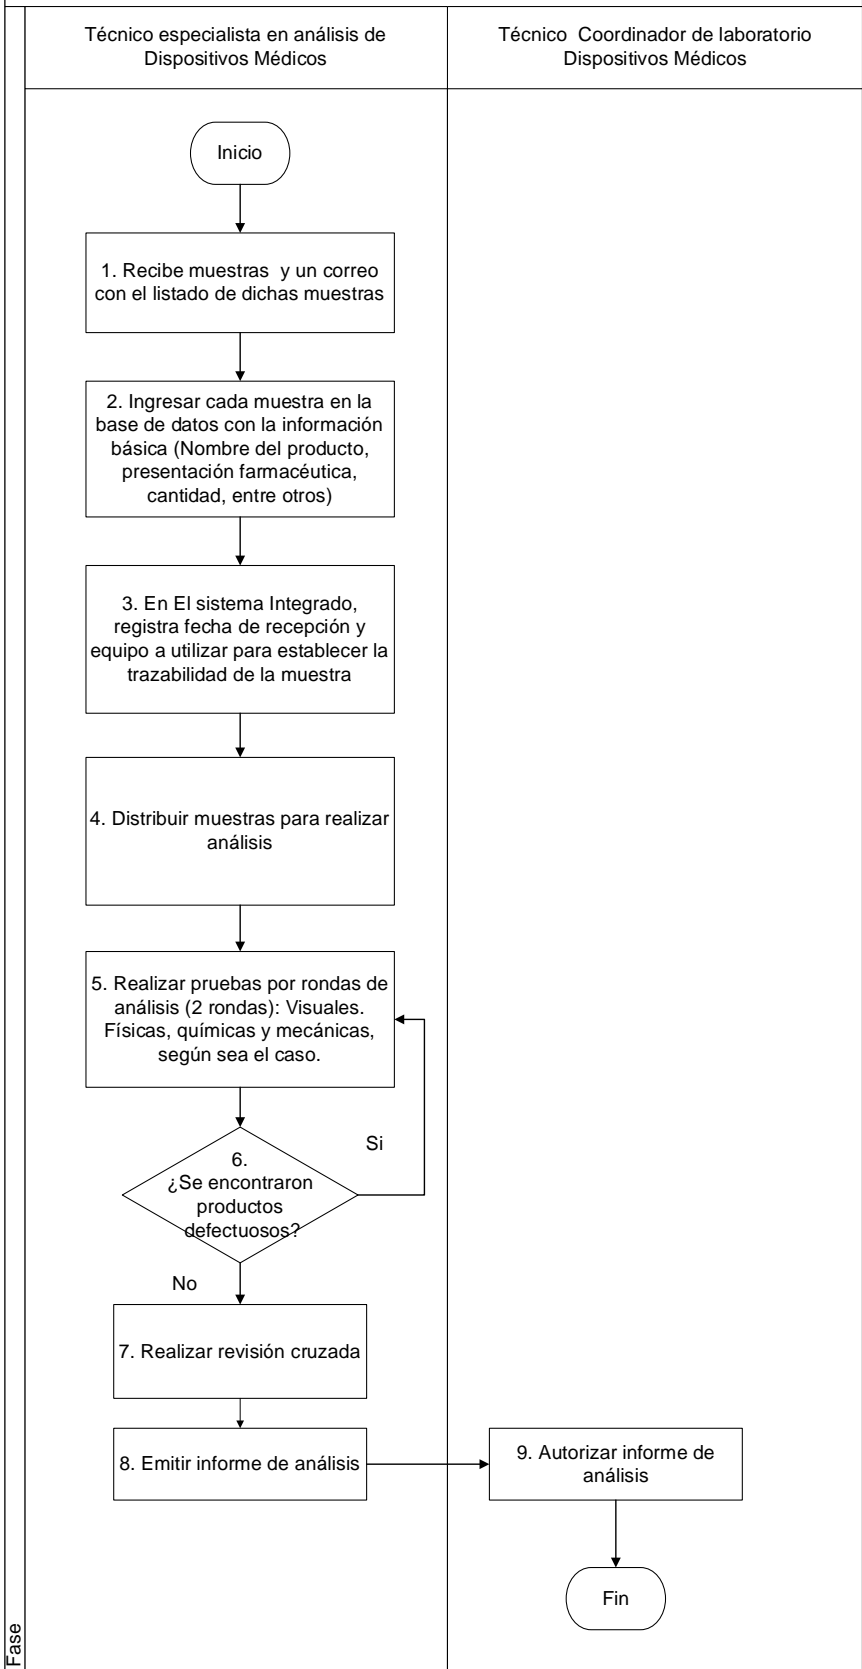 Técnico especialista en análisis de
Dispositivos Médicos
Técnico  Coordinador de laboratorio
Dispositivos Médicos
Inicio
1. Recibe muestras  y un correo
con el listado de dichas muestras
2. Ingresar cada muestra en la
base de datos con la información
básica (Nombre del producto,
presentación farmacéutica,
cantidad, entre otros)
3. En El sistema Integrado,
registra fecha de recepción y
equipo a utilizar para establecer la
trazabilidad de la muestra
4. Distribuir muestras para realizar
análisis
5. Realizar pruebas por rondas de
análisis (2 rondas): Visuales.
Físicas, químicas y mecánicas,
según sea el caso.
Si
6.
¿Se encontraron
productos
defectuosos?
No
7. Realizar revisión cruzada
8. Emitir informe de análisis
9. Autorizar informe de
análisis
Fin
Fase